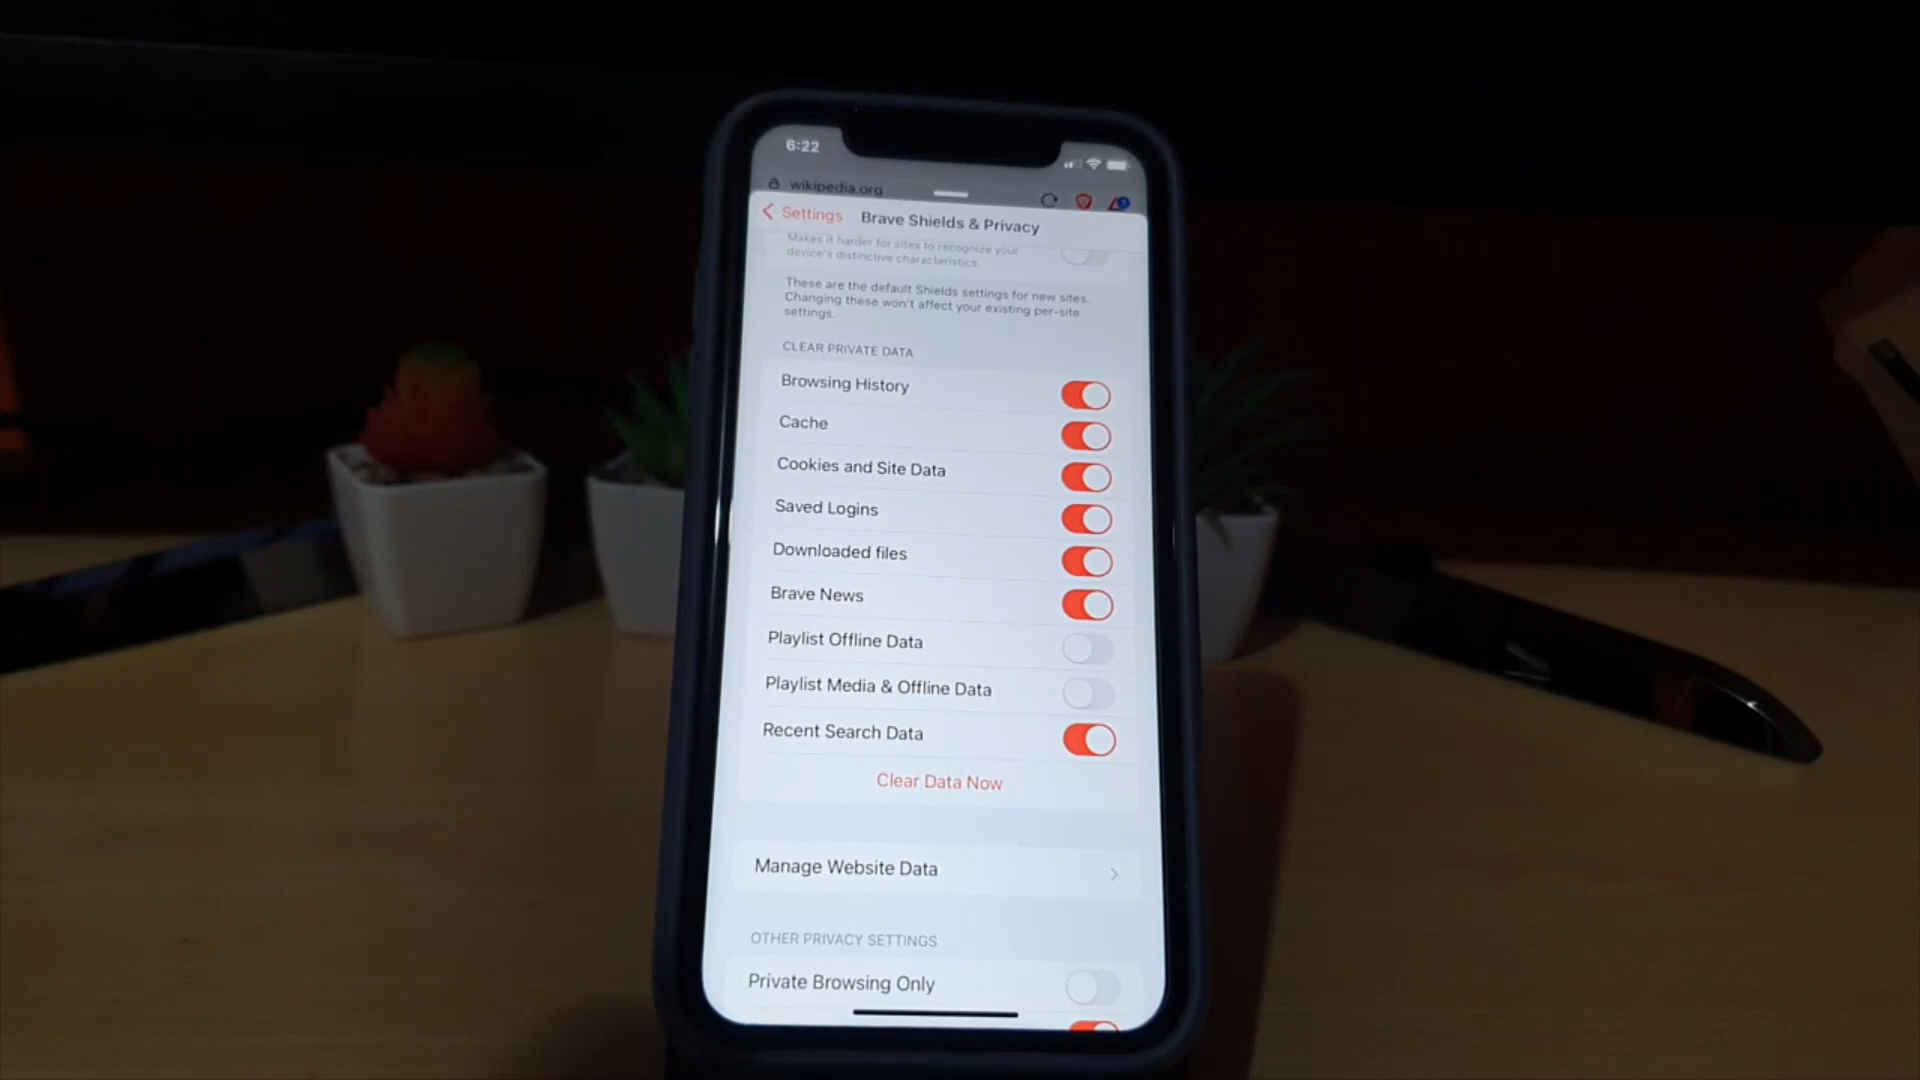 6:22
wikipedia.org
Settings
Brave Shields & Privacy
Makes it harder for sites to recognize your
device's distinctive characteristics.
These are the default Shields settings for new sites.
Changing these won't affect your existing per-site
settings.
CLEAR PRIVATE DATA
Browsing History
Cache
Cookies and Site Data
Saved Logins
Downloaded files
Brave News
Playlist Offline Data
Playlist Media & Offline Data
Recent Search Data
Clear Data Now
Manage Website Data
OTHER PRIVACY SETTINGS
Private Browsing Only